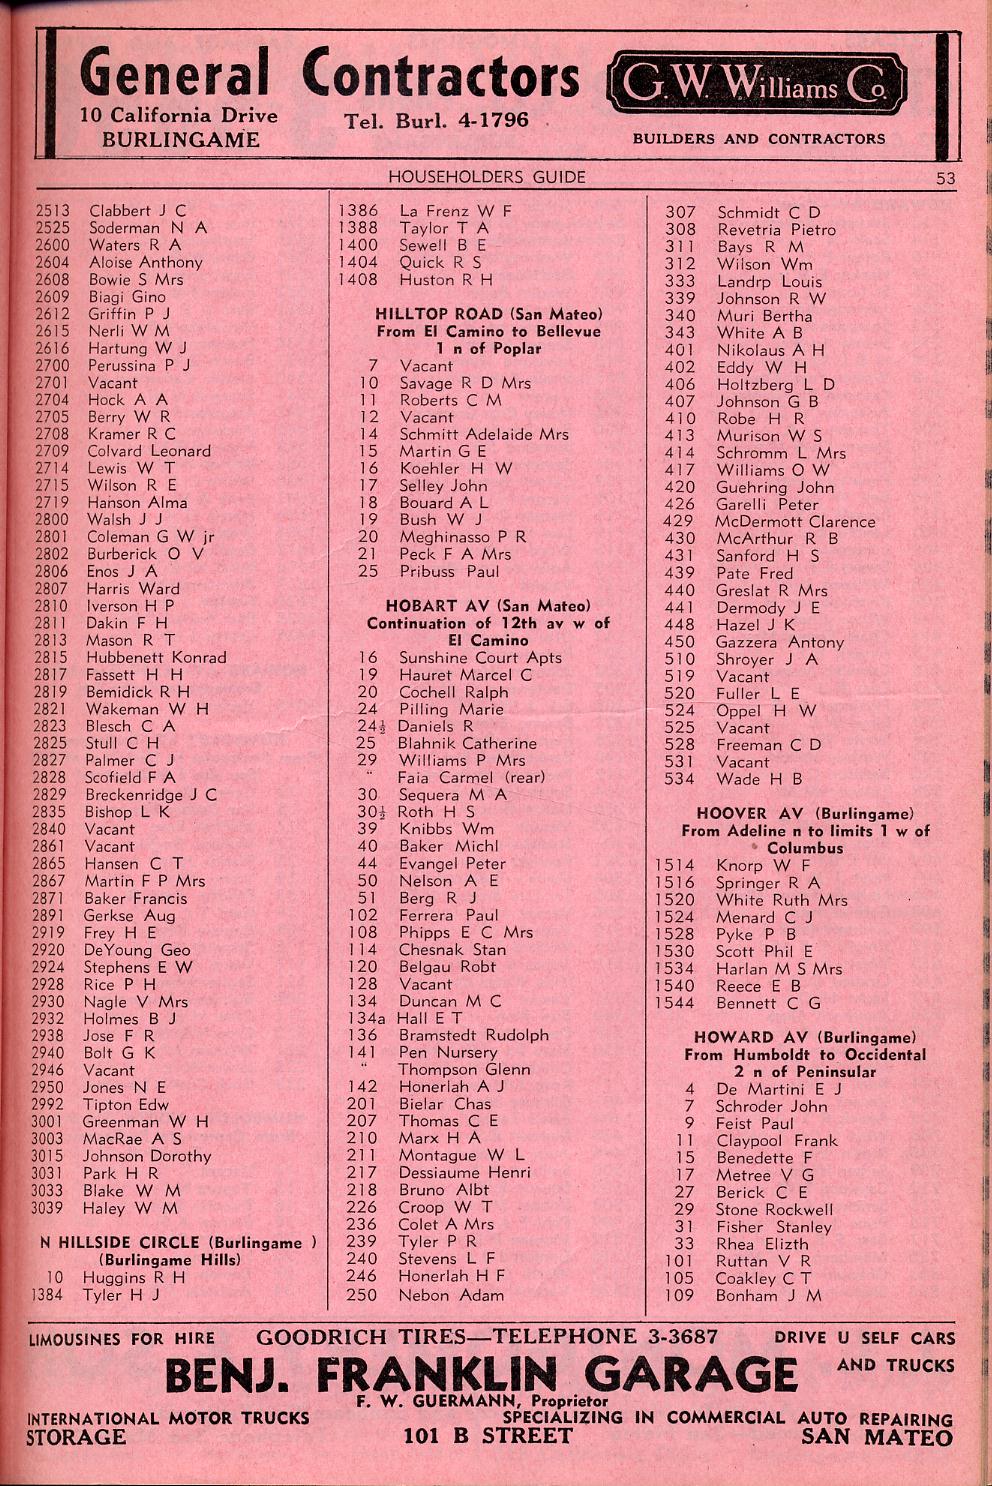 General Contractors
10 California Drive
BURLINGAME
Tel. Burl. 4-1796
G. W. Williams Co.
BUILDERS AND CONTRACTORS
HOUSEHOLDERS GUIDE 53
2513 Clabbert J C
2525 Soderman N A
2600 Waters R A
2604 Aloise Anthony
2608 Bowie S Mrs
2609 Biagi Gino
2612 Griffin P J
2615 Nerli W M
2616 Hartung W J
2700 Perussina P J
2701 Vacant
2704 Hock A A
2705 Berry W R
2708 Kramer R C
2709 Colvard Leonard
2714 Lewis W T
2715 Wilson R E
2719 Hanson Alma
2800 Walsh J J
2801 Coleman G W jr
2802 Burberick O V
2806 Enos J A
2807 Harris Ward
2810 Iverson H P
2811 Dakin F H
2813 Mason R T
2815 Hubbenett Konrad
2817 Fassett H H
2819 Bemidick R H
2821 Wakeman W H
2823 Blesch C A
2825 Stull C H
2827 Palmer C J
2828 Scofield F A
2829 Breckenridge J C
2835 Bishop L K
2840 Vacant
2861 Vacant
2865 Hansen C T
2867 Martin F P Mrs
2871 Baker Francis
2891 Gerkse Aug
2919 Frey H E
2920 DeYoung Geo
2924 Stephens E W
2928 Rice P H
2930 Nagle V Mrs
2932 Holmes B J
2938 Jose F R
2940 Bolt G K
2946 Vacant
2950 Jones N E
2992 Tipton Edw
3001 Greenman W H
3003 MacRae A S
3015 Johnson Dorothy
3031 Park H R
3033 Blake W M
3039 Haley W M
N HILLSIDE CIRCLE (Burlingame )
(Burlingame Hills)
10 Huggins R H
1384 Tyler H J
1386 La Frenz W F
1388 Taylor T A
1400 Sewell B E
1404 Quick R S
1408 Huston R H
HILLTOP ROAD (San Mateo)
From El Camino to Bellevue
1 n of Poplar
7 Vacant
10 Savage R D Mrs
11 Roberts C M
12 Vacant
14 Schmitt Adelaide Mrs
15 Martin G E
16 Koehler H W
17 Selley John
18 Bouard A L
19 Bush W J
20 Meghinasso P R
21 Peck F A Mrs
25 Pribuss Paul
HOBART AV (San Mateo)
Continuation of 12th av w of
El Camino
16 Sunshine Court Apts
19 Hauret Marcel C
20 Cochell Ralph
24 Pilling Marie
24½ Daniels R
25 Blahnik Catherine
29 Williams P Mrs
" Faia Carmel (rear)
30 Sequera M A
30½ Roth H S
39 Knibbs Wm
40 Baker Michl
44 Evangel Peter
50 Nelson A E
51 Berg R J
102 Ferrera Paul
108 Phipps E C Mrs
114 Chesnak Stan
120 Belgau Robt
128 Vacant
134 Duncan M C
134a Hall E T
136 Bramstedt Rudolph
141 Pen Nursery
" Thompson Glenn
142 Honerlah A J
201 Bielar Chas
207 Thomas C E
210 Marx H A
211 Montague W L
217 Dessiaume Henri
218 Bruno Albt
226 Croop W T
236 Colet A Mrs
239 Tyler P R
240 Stevens L F
246 Honerlah H F
250 Nebon Adam
307 Schmidt C D
308 Revetria Pietro
311 Bays R M
312 Wilson Wm
333 Landrp Louis
339 Johnson R W
340 Muri Bertha
343 White A B
401 Nikolaus A H
402 Eddy W H
406 Holtzberg L D
407 Johnson G B
410 Robe H R
413 Murison W S
414 Schromm L Mrs
417 Williams O W
420 Guehring John
426 Garelli Peter
429 McDermott Clarence
430 McArthur R B
431 Sanford H S
439 Pate Fred
440 Greslat R Mrs
441 Dermody J E
448 Hazel J K
450 Gazzera Antony
510 Shroyer J A
519 Vacant
520 Fuller L E
524 Oppel H W
525 Vacant
528 Freeman C D
531 Vacant
534 Wade H B
HOOVER AV (Burlingame)
From Adeline n to limits 1 w of
Columbus
1514 Knorp W F
1516 Springer R A
1520 White Ruth Mrs
1524 Menard C J
1528 Pyke P B
1530 Scott Phil E
1534 Harlan M S Mrs
1540 Reece E B
1544 Bennett C G
HOWARD AV (Burlingame)
From Humboldt to Occidental
2 n of Peninsular
4 De Martini E J
7 Schroder John
9 Feist Paul
11 Claypool Frank
15 Benedette F
17 Metree V G
27 Berick C E
29 Stone Rockwell
31 Fisher Stanley
33 Rhea Elizth
101 Ruttan V R
105 Coakley C T
109 Bonham J M
LIMOUSINES FOR HIRE GOODRICH TIRES—TELEPHONE 3-3687 DRIVE U SELF CARS
BENJ. FRANKLIN GARAGE AND TRUCKS
F. W. GUERMANN, Proprietor
INTERNATIONAL MOTOR TRUCKS SPECIALIZING IN COMMERCIAL AUTO REPAIRING
STORAGE 101 B STREET SAN MATEO